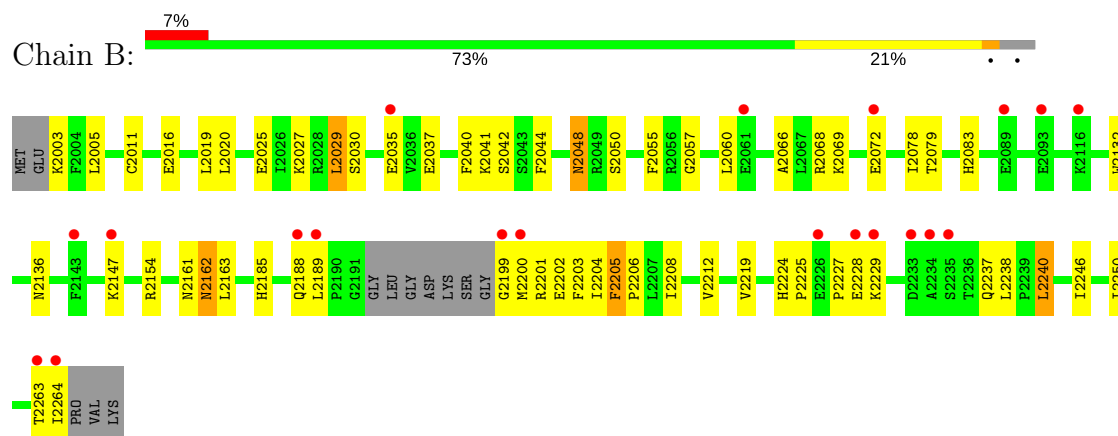 7%
Chain B:
73% 21% • •
MET GLU K2003 F2004 L2005 C2011 E2016 L2019 L2020 E2025 I2026 K2027 R2028 L2029 S2030 E2035 V2036 E2037 F2040 K2041 S2042 S2043 F2044 N2048 R2049 S2050 F2055 R2056 G2057 L2060 E2061 A2066 L2067 R2068 K2069 E2072 I2078 T2079 H2083 E2089 E2093 K2116 W2132
N2136 F2143 K2147 R2154 N2161 N2162 L2163 H2185 Q2188 L2189 P2190 G2191 GLY LEU GLY ASP LYS SER GLY G2199 M2200 R2201 E2202 F2203 I2204 F2205 P2206 L2207 I2208 V2212 V2219 H2224 P2225 E2226 P2227 E2228 K2229 D2233 A2234 S2235 T2236 Q2237 L2238 P2239 L2240 I2246
T2263 I2264 PRO VAL LYS